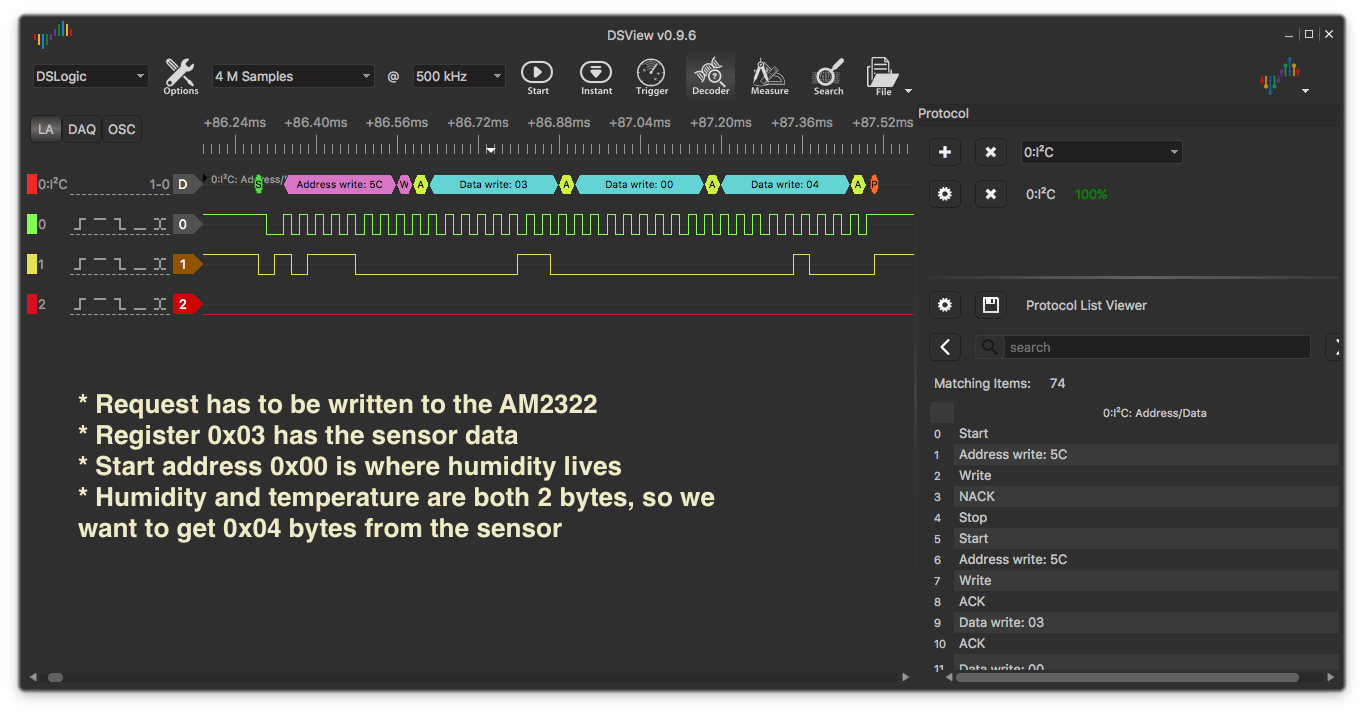 DSView v0.9.6
DSLogic
Options
4 M Samples
@
500 kHz
Start
Instant
Trigger
Decoder
Measure
Search
File
LA DAQ OSC
+86.24ms +86.40ms +86.56ms +86.72ms +86.88ms +87.04ms +87.20ms +87.36ms +87.52ms
0:I²C 1-0 D 0:I²C: Address/ S Address write: 5C W A Data write: 03 A Data write: 00 A Data write: 04 A P
0 0
1 1
2 2
* Request has to be written to the AM2322
* Register 0x03 has the sensor data
* Start address 0x00 is where humidity lives
* Humidity and temperature are both 2 bytes, so we
want to get 0x04 bytes from the sensor
Protocol
0:I²C
0:I²C 100%
Protocol List Viewer
search
Matching Items: 74
0:I²C: Address/Data
0 Start
1 Address write: 5C
2 Write
3 NACK
4 Stop
5 Start
6 Address write: 5C
7 Write
8 ACK
9 Data write: 03
10 ACK
11 Data write: 00